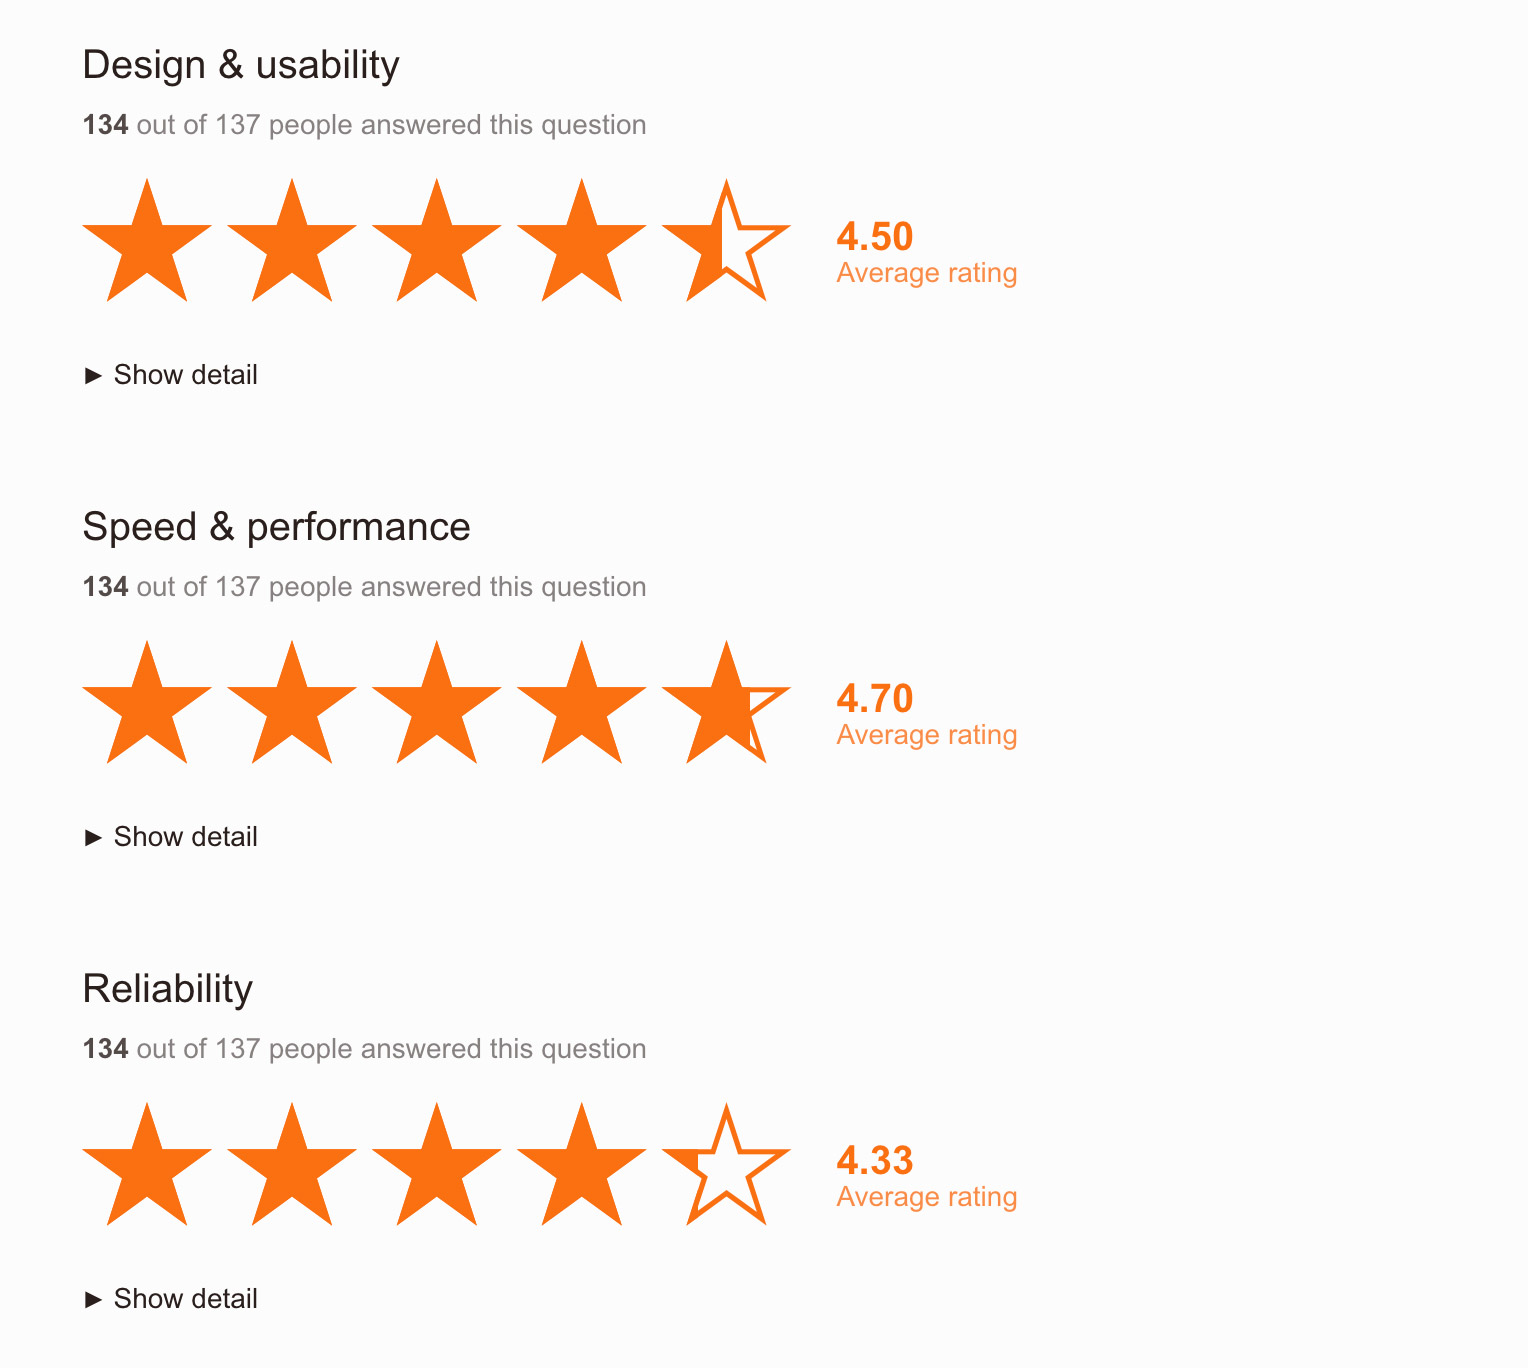 Design & usability
134 out of 137 people answered this question
4.50
Average rating
► Show detail
Speed & performance
134 out of 137 people answered this question
4.70
Average rating
► Show detail
Reliability
134 out of 137 people answered this question
4.33
Average rating
► Show detail